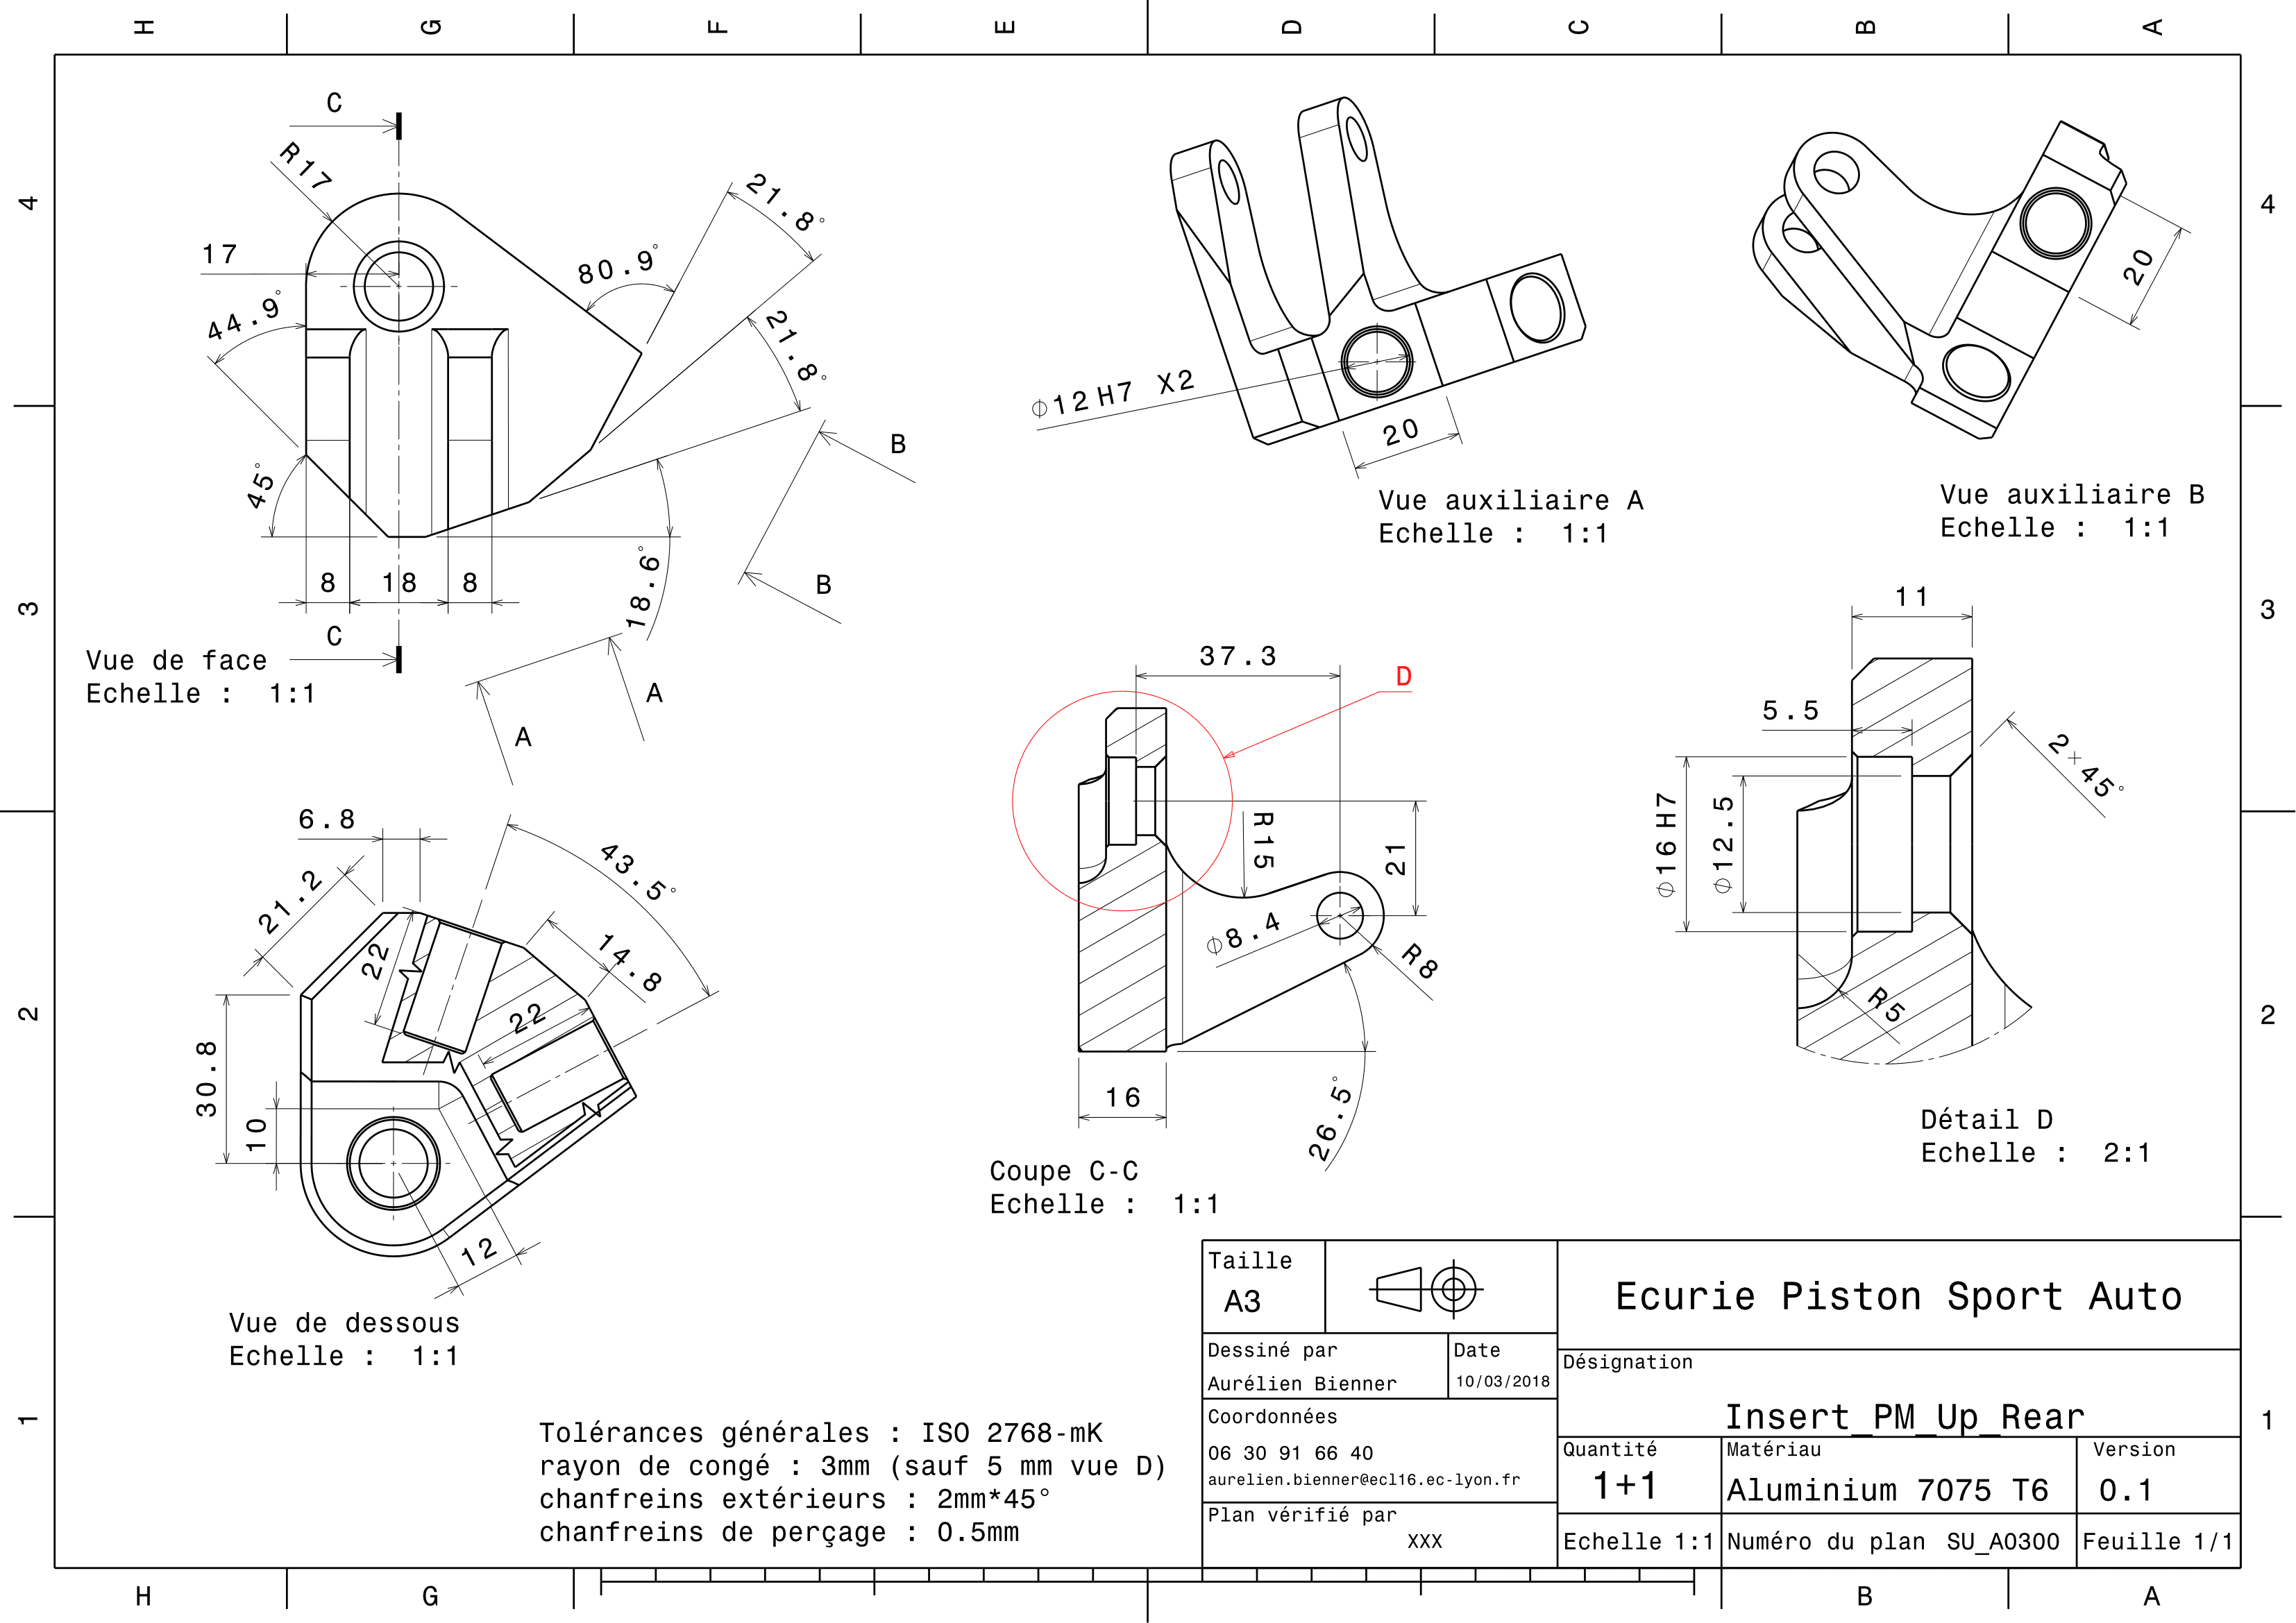 H G F E D C B A
4
3
2
1
4
3
2
1
H G B A
C
R17
17
44.9°
45°
80.9°
21.8°
21.8°
18.6°
8 18 8
C
B
B
A
A
Vue de face
Echelle : 1:1
Ø12H7 X2
20
Vue auxiliaire A
Echelle : 1:1
20
Vue auxiliaire B
Echelle : 1:1
6.8
21.2
22
43.5°
14.8
22
30.8
10
12
Vue de dessous
Echelle : 1:1
37.3
D
R15
21
Ø8.4
R8
16
26.5°
Coupe C-C
Echelle : 1:1
11
5.5
2+45°
Ø16H7
Ø12.5
R5
Détail D
Echelle : 2:1
Tolérances générales : ISO 2768-mK
rayon de congé : 3mm (sauf 5 mm vue D)
chanfreins extérieurs : 2mm*45°
chanfreins de perçage : 0.5mm
Taille
A3
Ecurie Piston Sport Auto
Dessiné par
Aurélien Bienner
Date
10/03/2018
Désignation
Insert_PM_Up_Rear
Coordonnées
06 30 91 66 40
aurelien.bienner@ecl16.ec-lyon.fr
Quantité
1+1
Matériau
Aluminium 7075 T6
Version
0.1
Plan vérifié par
XXX
Echelle 1:1
Numéro du plan SU_A0300
Feuille 1/1